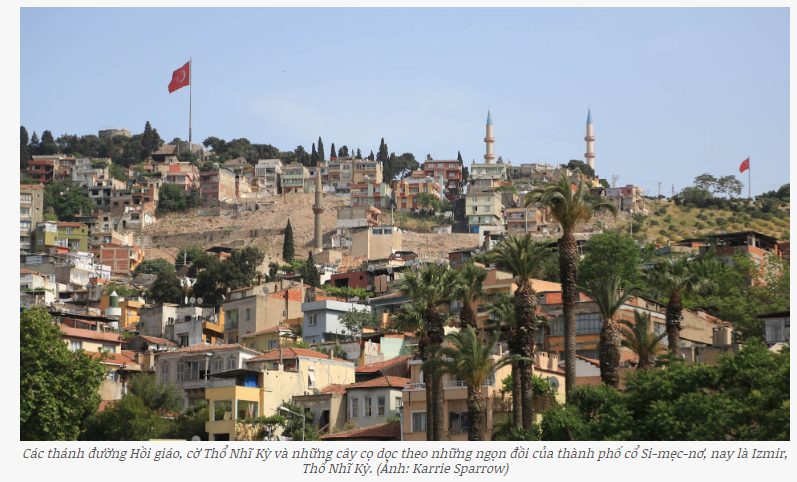 Các thánh đường Hồi giáo, cờ Thổ Nhĩ Kỳ và những cây cọ dọc theo những ngọn đồi của thành phố cổ Si-mẹc-nơ, nay là Izmir,
Thổ Nhĩ Kỳ. (Ảnh: Karrie Sparrow)